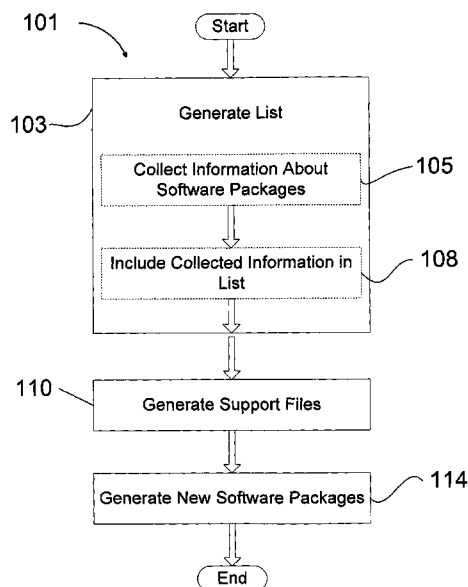 101
Start
103
Generate List
Collect Information About
Software Packages
105
Include Collected Information in
List
108
110
Generate Support Files
Generate New Software Packages
114
End